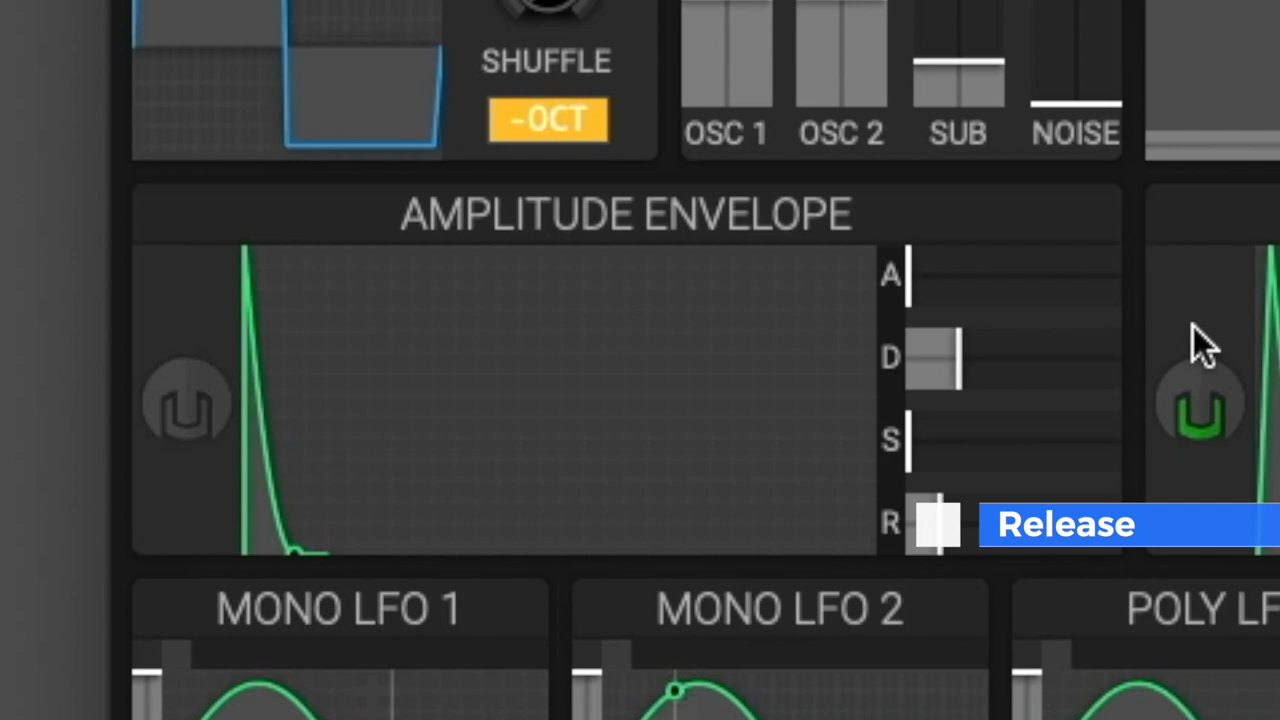 SHUFFLE
-OCT
OSC 1 OSC 2 SUB NOISE
AMPLITUDE ENVELOPE
A
D
S
R
Release
MONO LFO 1
MONO LFO 2
POLY LF